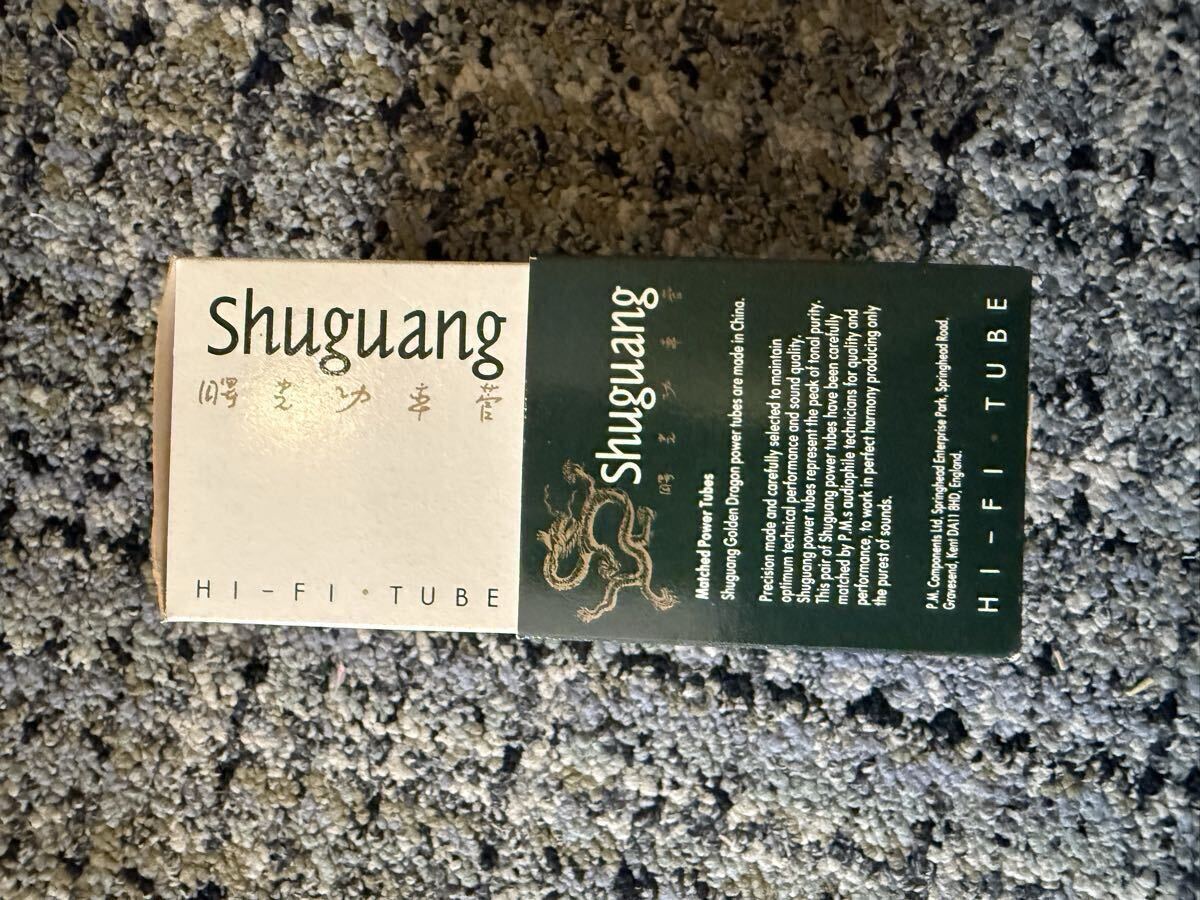 Shuguang
曙光功率管
HI-FI·TUBE
Shuguang
曙光功率管
Matched Power Tubes
Shuguang Golden Dragon power tubes are made in China.
Precision made and carefully selected to maintain
optimum technical performance and sound quality,
Shuguang power tubes represent the peak of tonal purity.
This pair of Shuguang power tubes have been carefully
matched by P.M.s audiophile technicians for quality and
performance, to work in perfect harmony producing only
the purest of sounds.
P.M. Components Ltd, Springhead Enterprise Park, Springhead Road,
Gravesend, Kent DA11 8HD, England.
HI-FI·TUBE